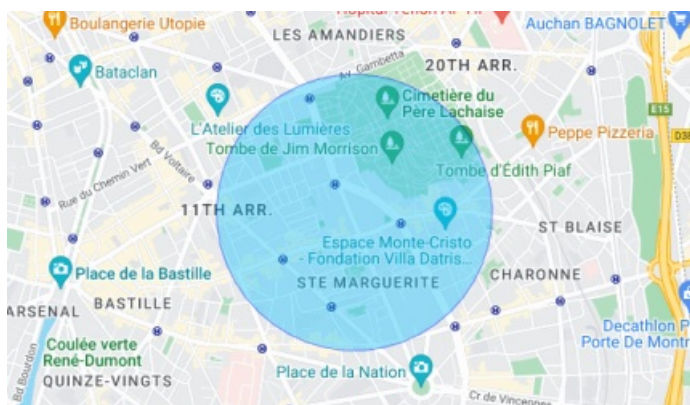 Boulangerie Utopie
Auchan BAGNOLET
LES AMANDIERS
Av. Gambetta
20TH ARR.
Bataclan
E15
Cimetière du
Père Lachaise
L'Atelier des Lumières
Peppe Pizzeria
Tombe de Jim Morrison
Bd Voltaire
Tombe d'Édith Piaf
Rue du Chemin Vert
11TH ARR.
ST BLAISE
Espace Monte-Cristo
- Fondation Villa Datris...
Place de la Bastille
STE MARGUERITE
CHARONNE
ARSENAL
BASTILLE
Decathlon P
Porte De Montr
Coulée verte
René-Dumont
Place de la Nation
QUINZE-VINGTS
Bd Bourdon
Cr de Vincennes